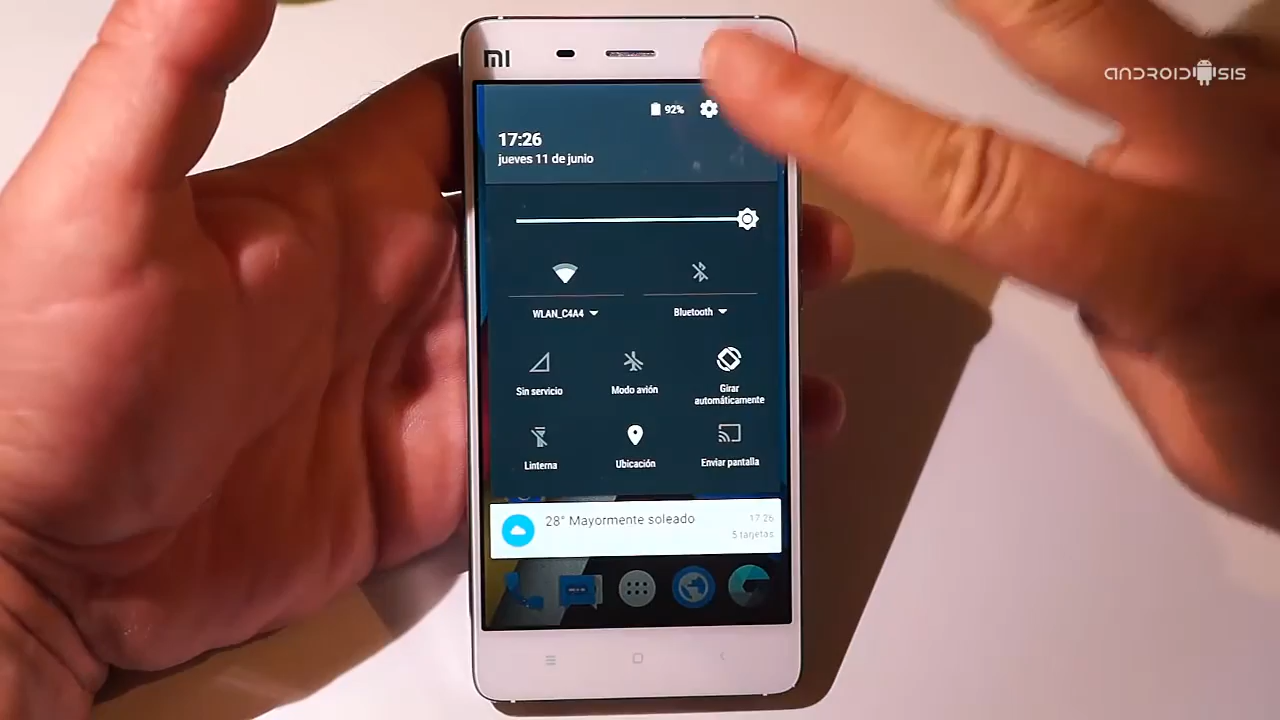 mi
ANDROIDSIS
92%
17:26
jueves 11 de junio
WLAN_C4A4
Bluetooth
Sin servicio
Modo avión
Girar
automáticamente
Linterna
Ubicación
Enviar pantalla
28° Mayormente soleado
17:26
5 tarjetas